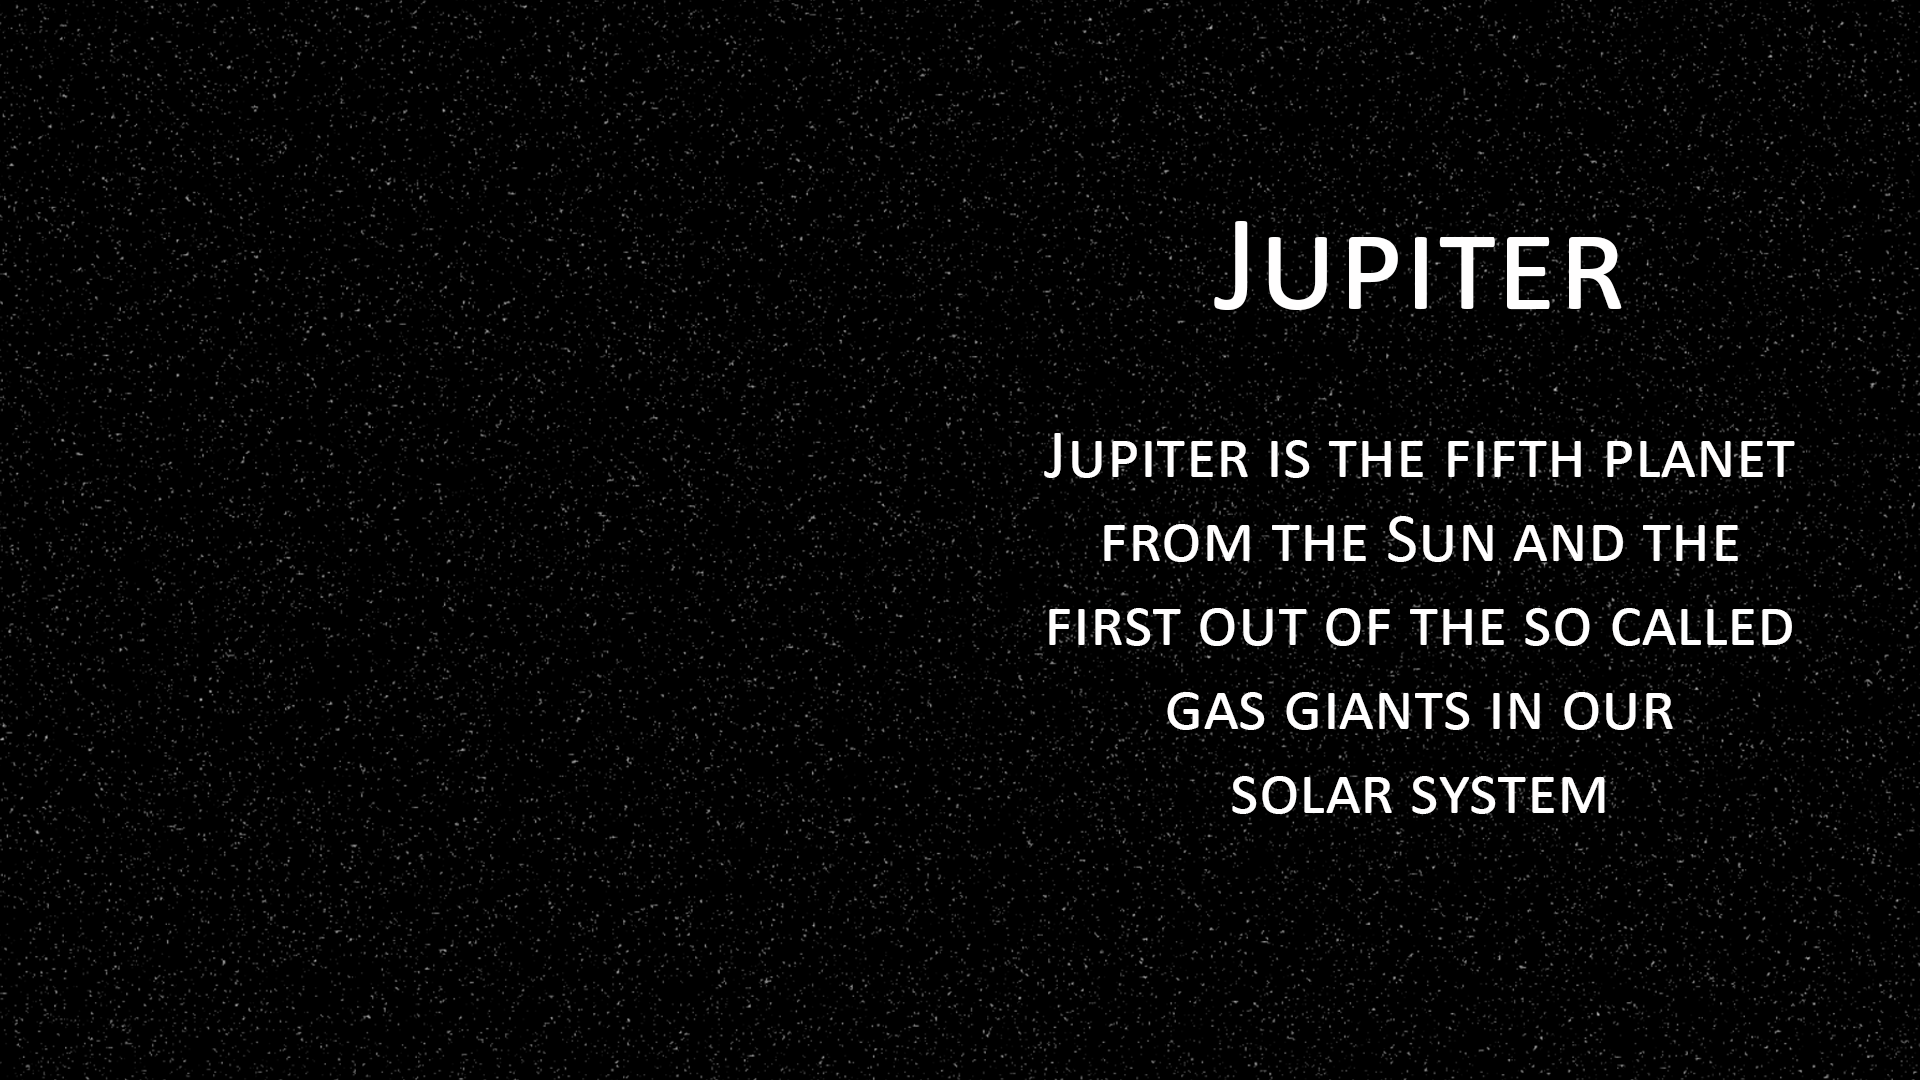 Jupiter
Jupiter is the fifth planet
from the Sun and the
first out of the so called
gas giants in our
solar system